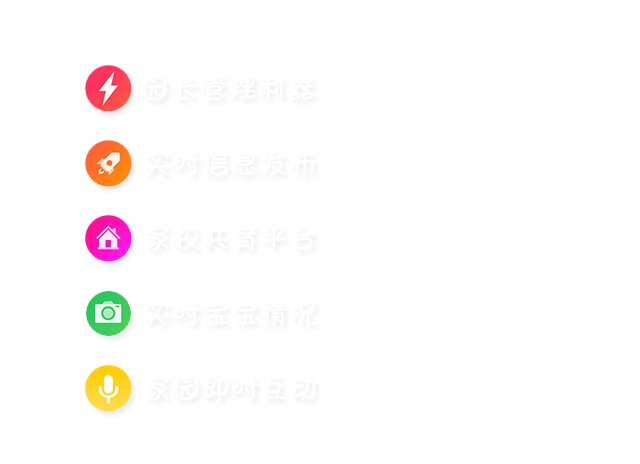 园长管理利器
实时信息发布
家校共育平台
实时宝宝情况
家园即时互动